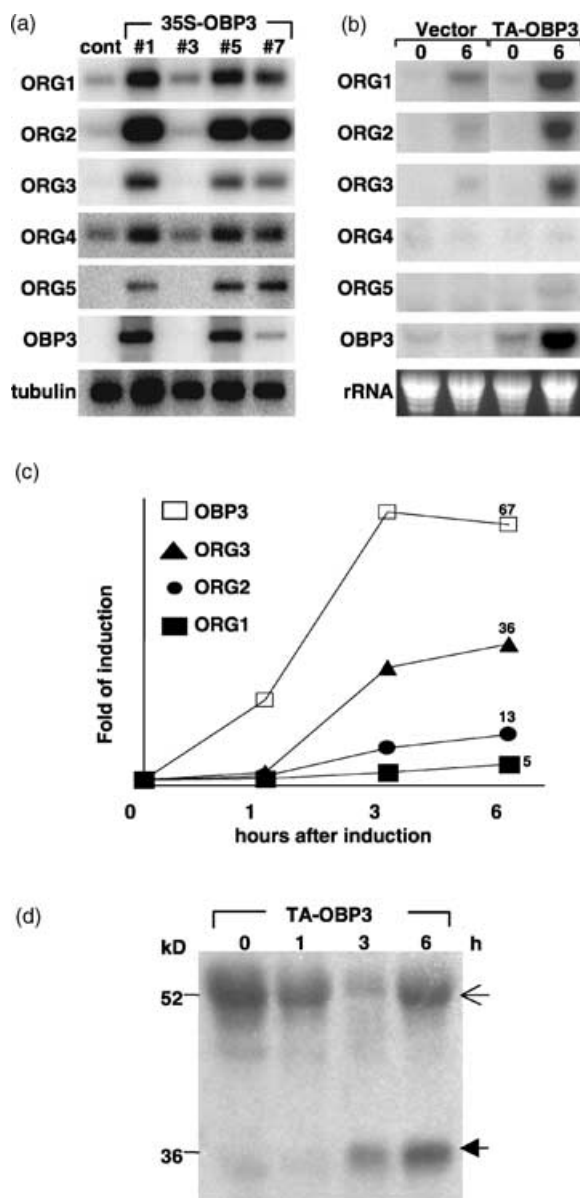 (a)
35S-OBP3
cont #1 #3 #5 #7
ORG1
ORG2
ORG3
ORG4
ORG5
OBP3
tubulin
(b)
Vector TA-OBP3
0 6 0 6
ORG1
ORG2
ORG3
ORG4
ORG5
OBP3
rRNA
(c)
Fold of induction
OBP3
ORG3
ORG2
ORG1
67
36
13
5
0 1 3 6
hours after induction
(d)
TA-OBP3
kD 0 1 3 6 h
52
36